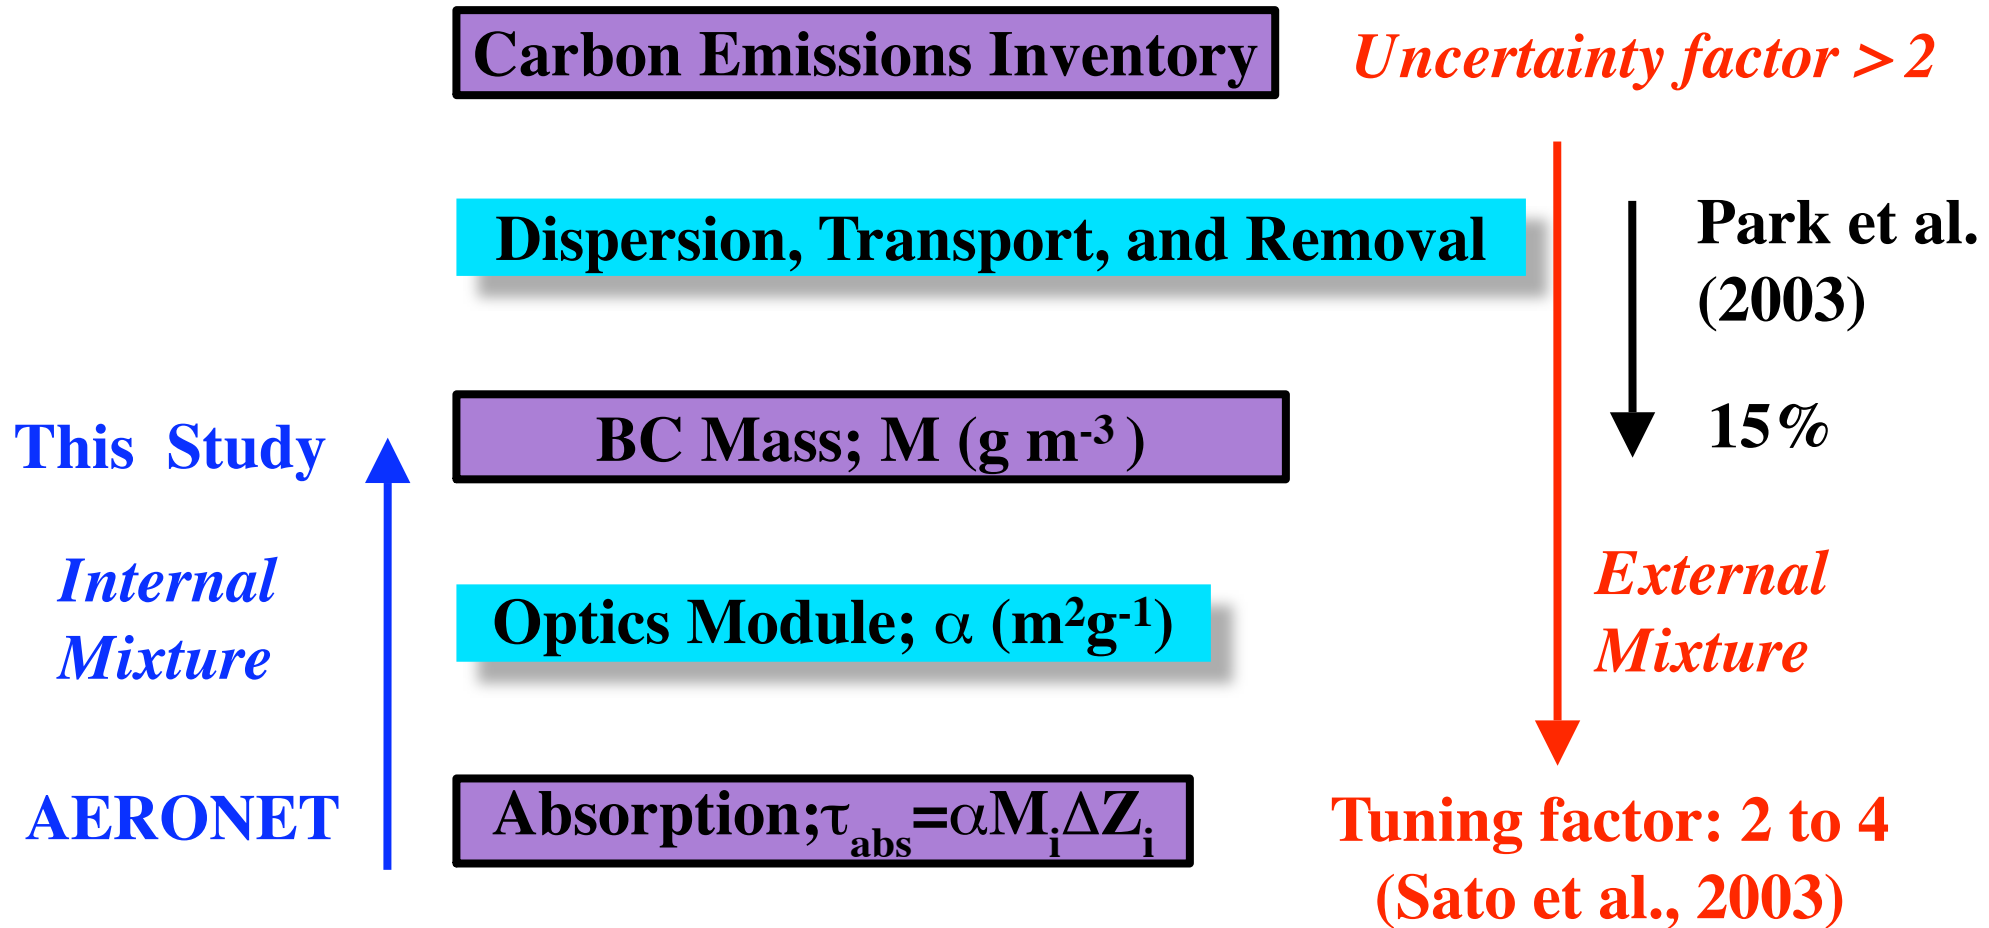 Carbon Emissions Inventory
Uncertainty factor > 2
Dispersion, Transport, and Removal
Park et al.
(2003)
15%
This Study
BC Mass; M (g m⁻³ )
Internal
Mixture
Optics Module; α (m²g⁻¹)
External
Mixture
AERONET
Absorption;τ_abs=αM_iΔZ_i
Tuning factor: 2 to 4
(Sato et al., 2003)